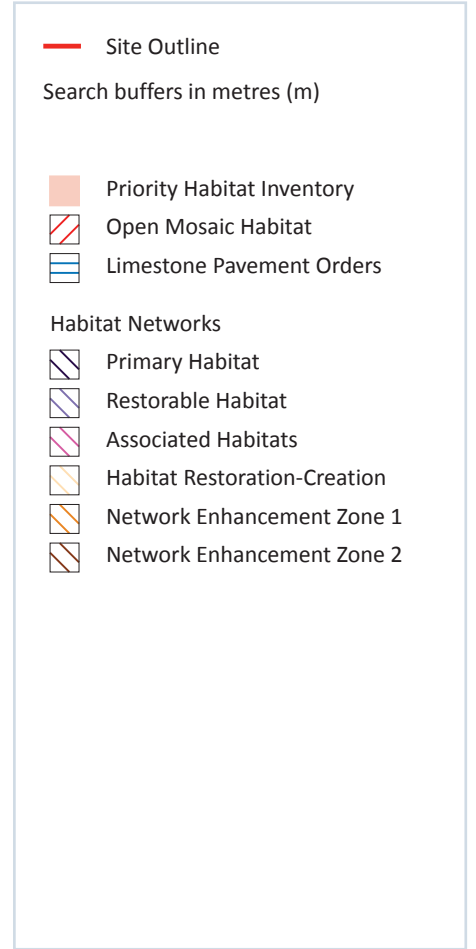 Site Outline
Search buffers in metres (m)
Priority Habitat Inventory
Open Mosaic Habitat
Limestone Pavement Orders
Habitat Networks
Primary Habitat
Restorable Habitat
Associated Habitats
Habitat Restoration-Creation
Network Enhancement Zone 1
Network Enhancement Zone 2